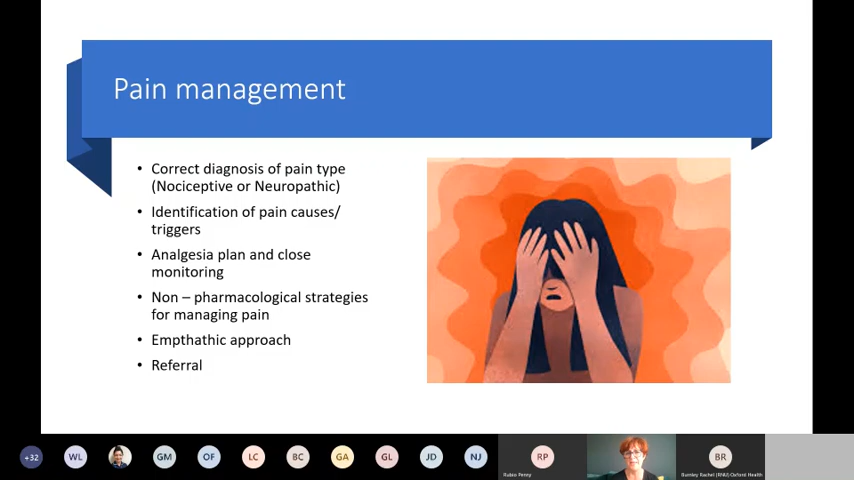 Pain management
• Correct diagnosis of pain type
(Nociceptive or Neuropathic)
• Identification of pain causes/
triggers
• Analgesia plan and close
monitoring
• Non – pharmacological strategies
for managing pain
• Empthathic approach
• Referral
+32
WL
GM
OF
LC
BC
GA
GL
JD
NJ
RP
BR
Rubio Penny
Burnley Rachel (RNU) Oxford Health